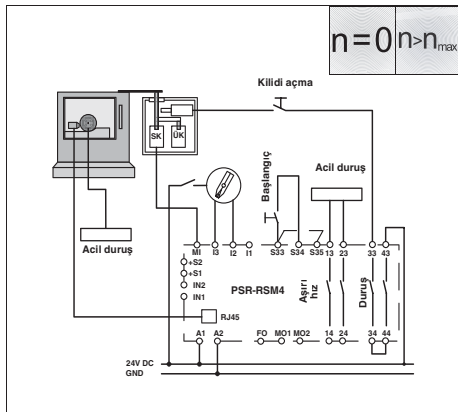 n=0 n>nmax
Kilidi açma
SK ÜK
Başlangıç
Acil duruş
Acil duruş
MI I3 I2 I1 S33 S34 S35 13 23 33 43
+S2
+S1
IN2
IN1
PSR-RSM4
Aşırı
hız
Duruş
RJ45
A1 A2 FO MO1 MO2 14 24 34 44
24V DC
GND